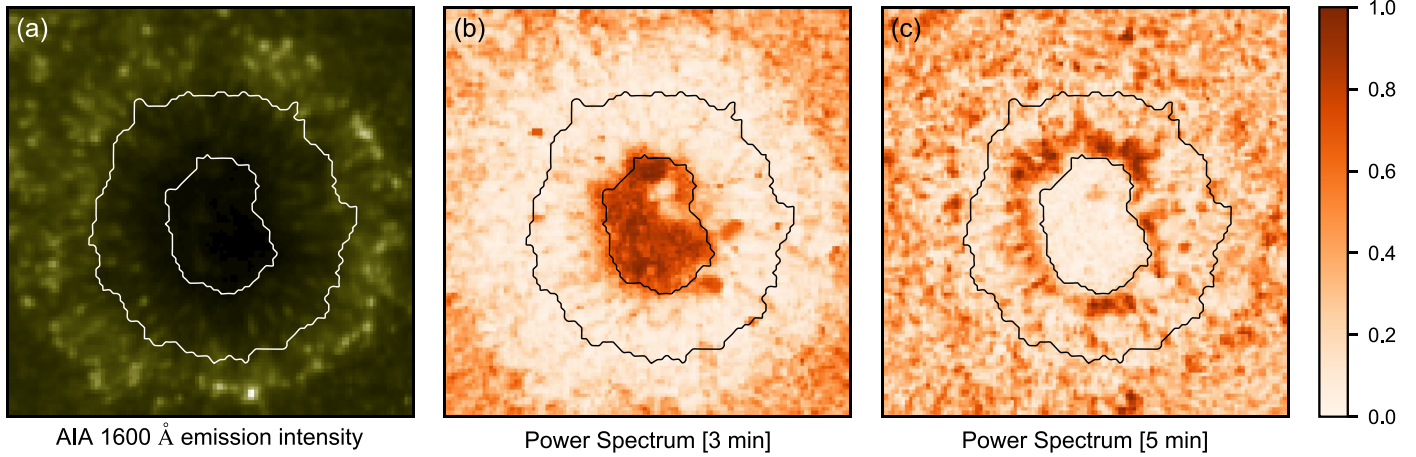 (a)
(b)
(c)
1.0
0.8
0.6
0.4
0.2
0.0
AIA 1600 Å emission intensity
Power Spectrum [3 min]
Power Spectrum [5 min]